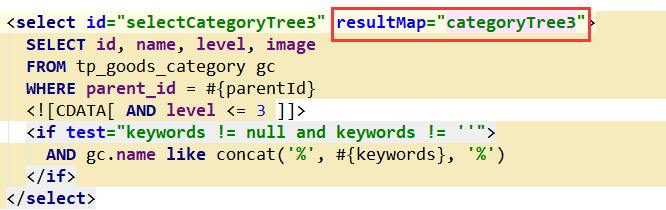 <select id="selectCategoryTree3" resultMap="categoryTree3">
SELECT id, name, level, image
FROM tp_goods_category gc
WHERE parent_id = #{parentId}
<![CDATA[ AND level <= 3 ]]>
<if test="keywords != null and keywords != ''">
AND gc.name like concat('%', #{keywords}, '%')
</if>
</select>